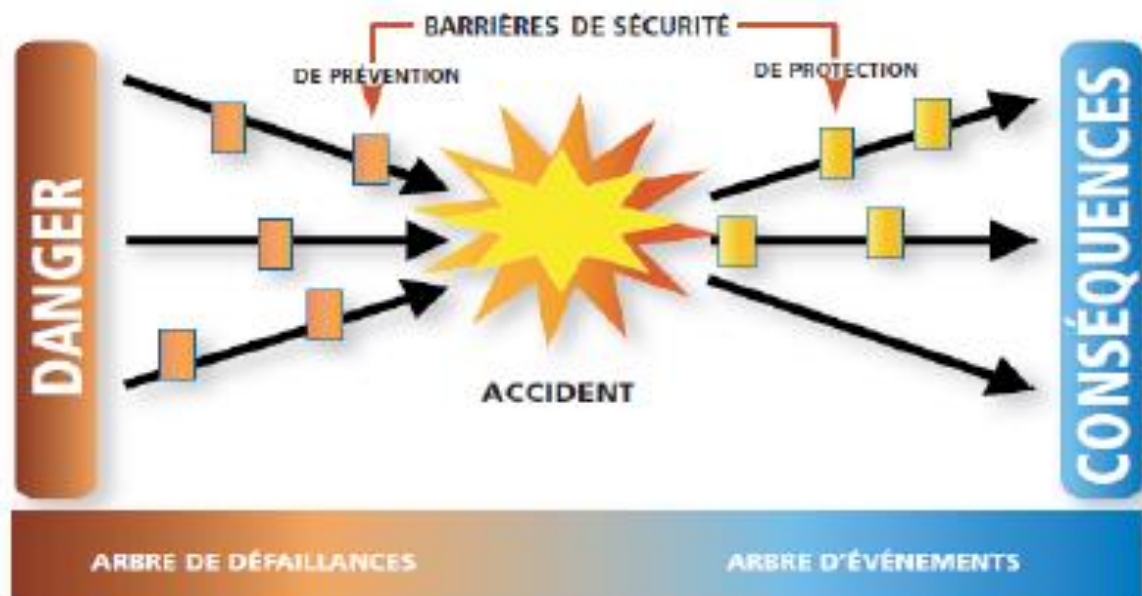 BARRIÈRES DE SÉCURITÉ
DE PRÉVENTION
DE PROTECTION
DANGER
ACCIDENT
CONSÉQUENCES
ARBRE DE DÉFAILLANCES
ARBRE D'ÉVÉNEMENTS